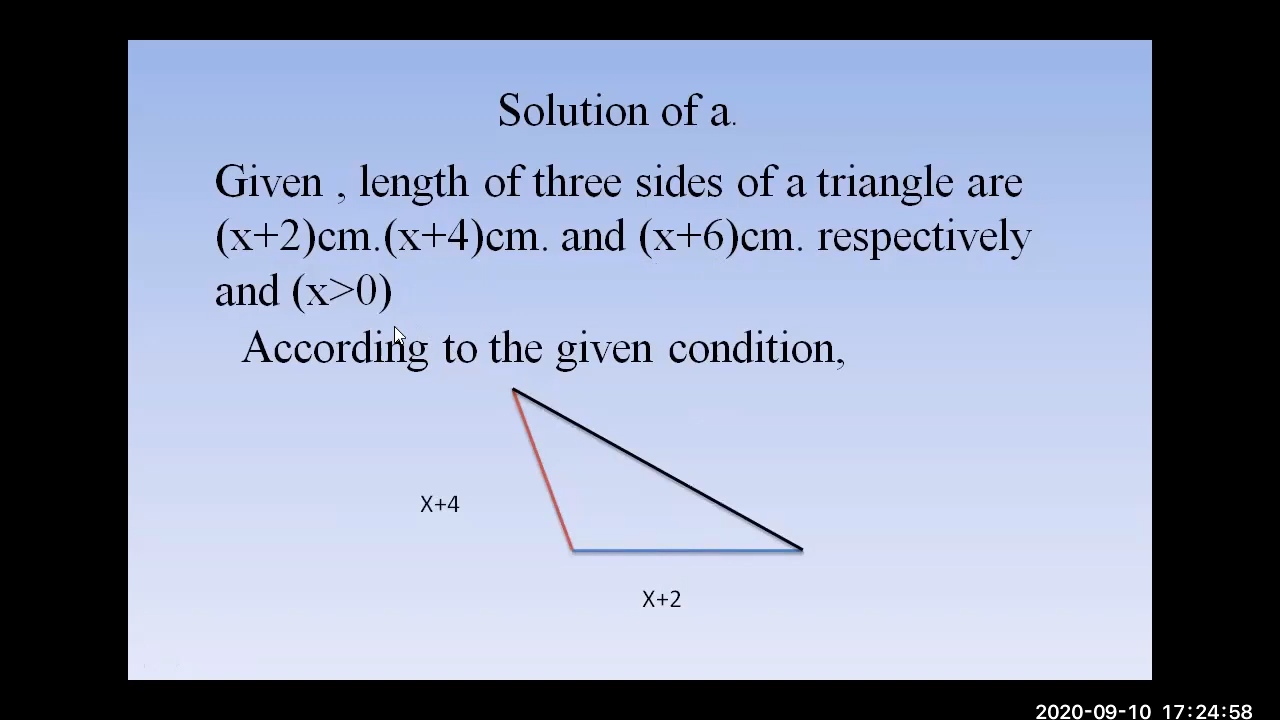 Solution of a.
Given , length of three sides of a triangle are
(x+2)cm.(x+4)cm. and (x+6)cm. respectively
and (x>0)
According to the given condition,
X+4
X+2
2020-09-10 17:24:58